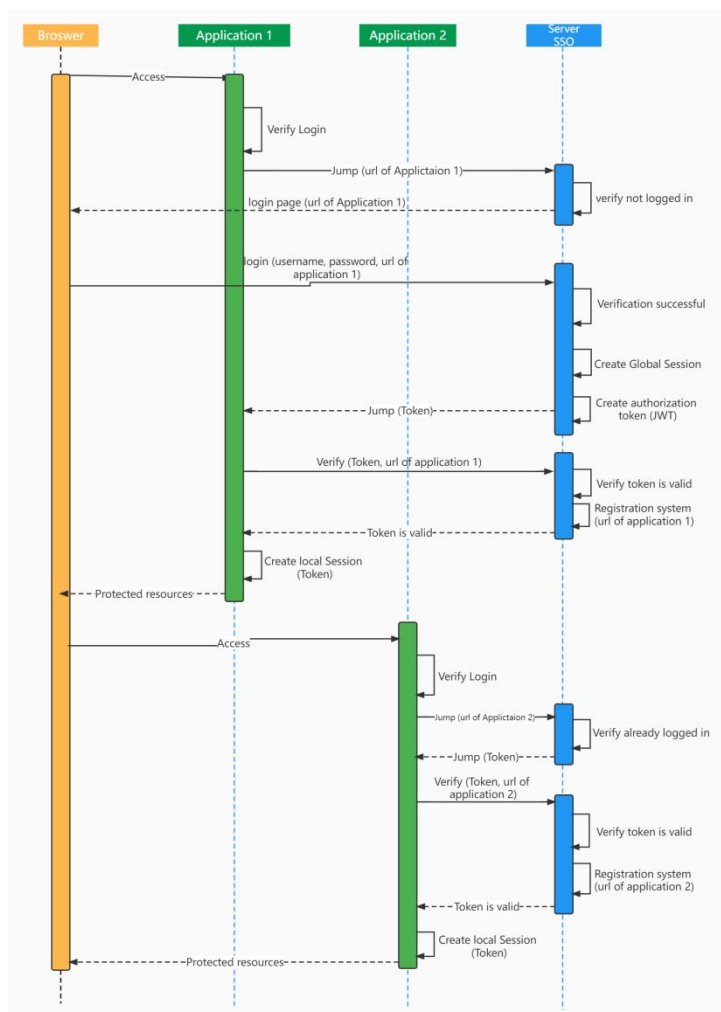 Broswer
Application 1
Application 2
Server
SSO
Access
Verify Login
Jump (url of Applictaion 1)
verify not logged in
login page (url of Application 1)
login (username, password, url of
application 1)
Verification successful
Create Global Session
Create authorization
token (JWT)
Jump (Token)
Verify (Token, url of application 1)
Verify token is valid
Registration system
(url of application 1)
Token is valid
Create local Session
(Token)
Protected resources
Access
Verify Login
Jump (url of Applictaion 2)
Verify already logged in
Jump (Token)
Verify (Token, url of
application 2)
Verify token is valid
Registration system
(url of application 2)
Token is valid
Create local Session
(Token)
Protected resources